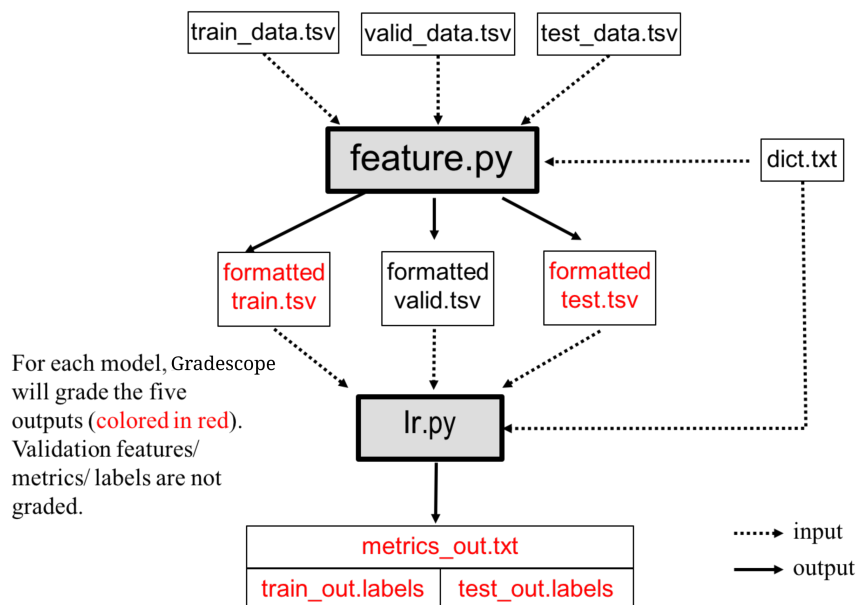 train_data.tsv
valid_data.tsv
test_data.tsv
feature.py
dict.txt
formatted
train.tsv
formatted
valid.tsv
formatted
test.tsv
For each model, Gradescope
will grade the five
outputs (colored in red).
Validation features/
metrics/ labels are not
graded.
lr.py
metrics_out.txt
train_out.labels
test_out.labels
input
output